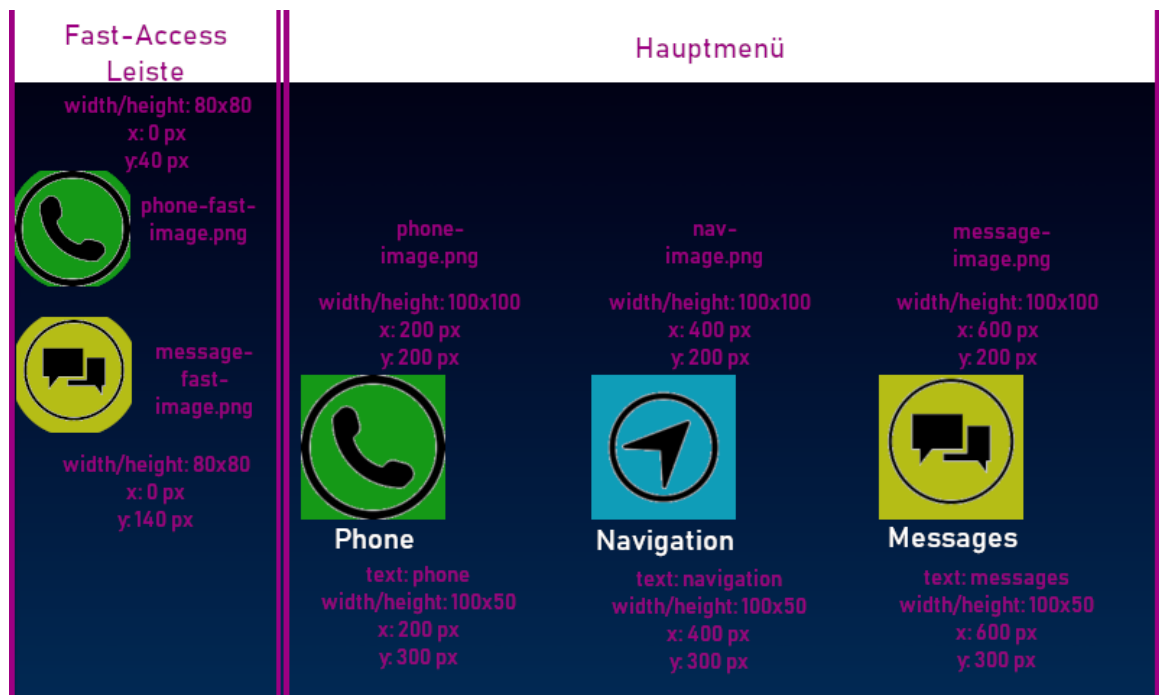 Fast-Access
Leiste
width/height: 80x80
x: 0 px
y:40 px
phone-fast-
image.png
message-
fast-
image.png
width/height: 80x80
x: 0 px
y: 140 px
Hauptmenü
phone-
image.png
width/height: 100x100
x: 200 px
y: 200 px
Phone
text: phone
width/height: 100x50
x: 200 px
y: 300 px
nav-
image.png
width/height: 100x100
x: 400 px
y: 200 px
Navigation
text: navigation
width/height: 100x50
x: 400 px
y: 300 px
message-
image.png
width/height: 100x100
x: 600 px
y: 200 px
Messages
text: messages
width/height: 100x50
x: 600 px
y: 300 px